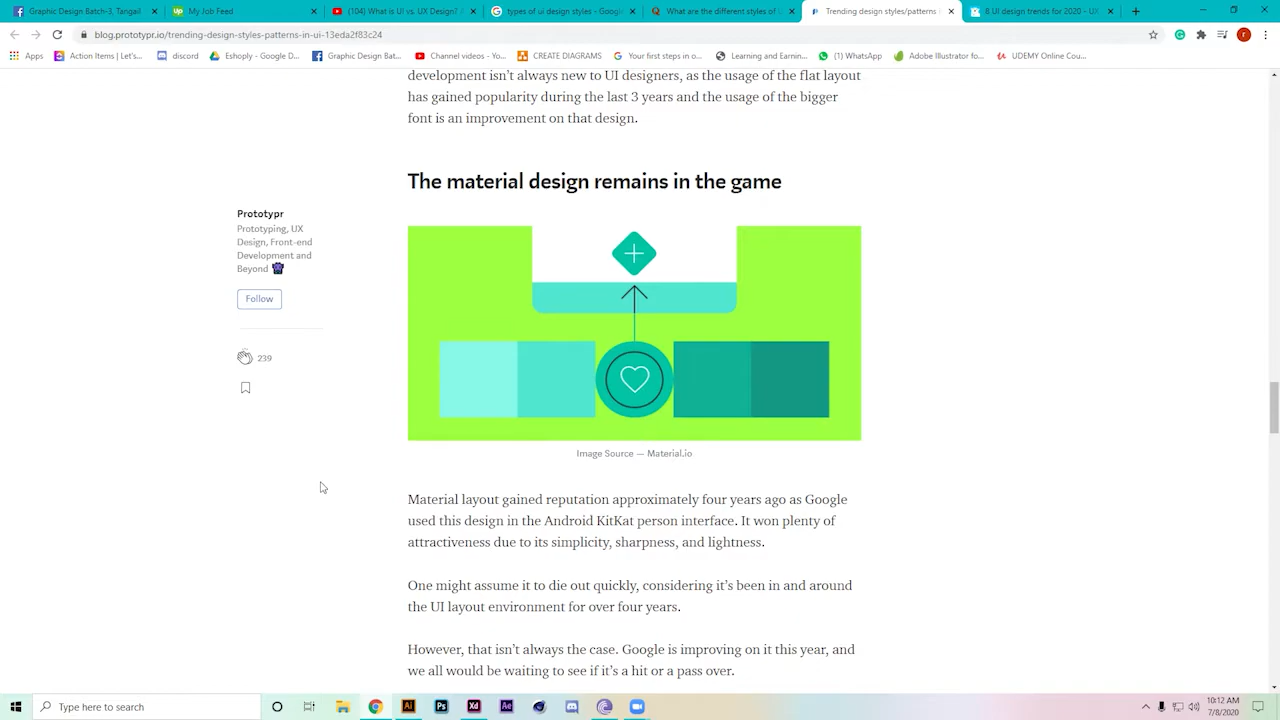 Graphic Design Batch-3, Tangail
My Job Feed
(104) What is UI vs. UX Design? A
types of ui design styles - Google
What are the different styles of U
Trending design styles/patterns i
8 UI design trends for 2020 – UX
blog.prototypr.io/trending-design-styles-patterns-in-ui-13eda2f83c24
Apps
Action Items | Let's...
discord
Eshoply - Google D...
Graphic Design Bat...
Channel videos - Yo...
CREATE DIAGRAMS
Your first steps in o...
Learning and Earnin...
(1) WhatsApp
Adobe Illustrator fo...
UDEMY Online Cou...
development isn't always new to UI designers, as the usage of the flat layout
has gained popularity during the last 3 years and the usage of the bigger
font is an improvement on that design.
The material design remains in the game
Prototypr
Prototyping, UX
Design, Front-end
Development and
Beyond
Follow
239
Image Source — Material.io
Material layout gained reputation approximately four years ago as Google
used this design in the Android KitKat person interface. It won plenty of
attractiveness due to its simplicity, sharpness, and lightness.
One might assume it to die out quickly, considering it's been in and around
the UI layout environment for over four years.
However, that isn't always the case. Google is improving on it this year, and
we all would be waiting to see if it's a hit or a pass over.
Type here to search
10:12 AM
7/8/2020